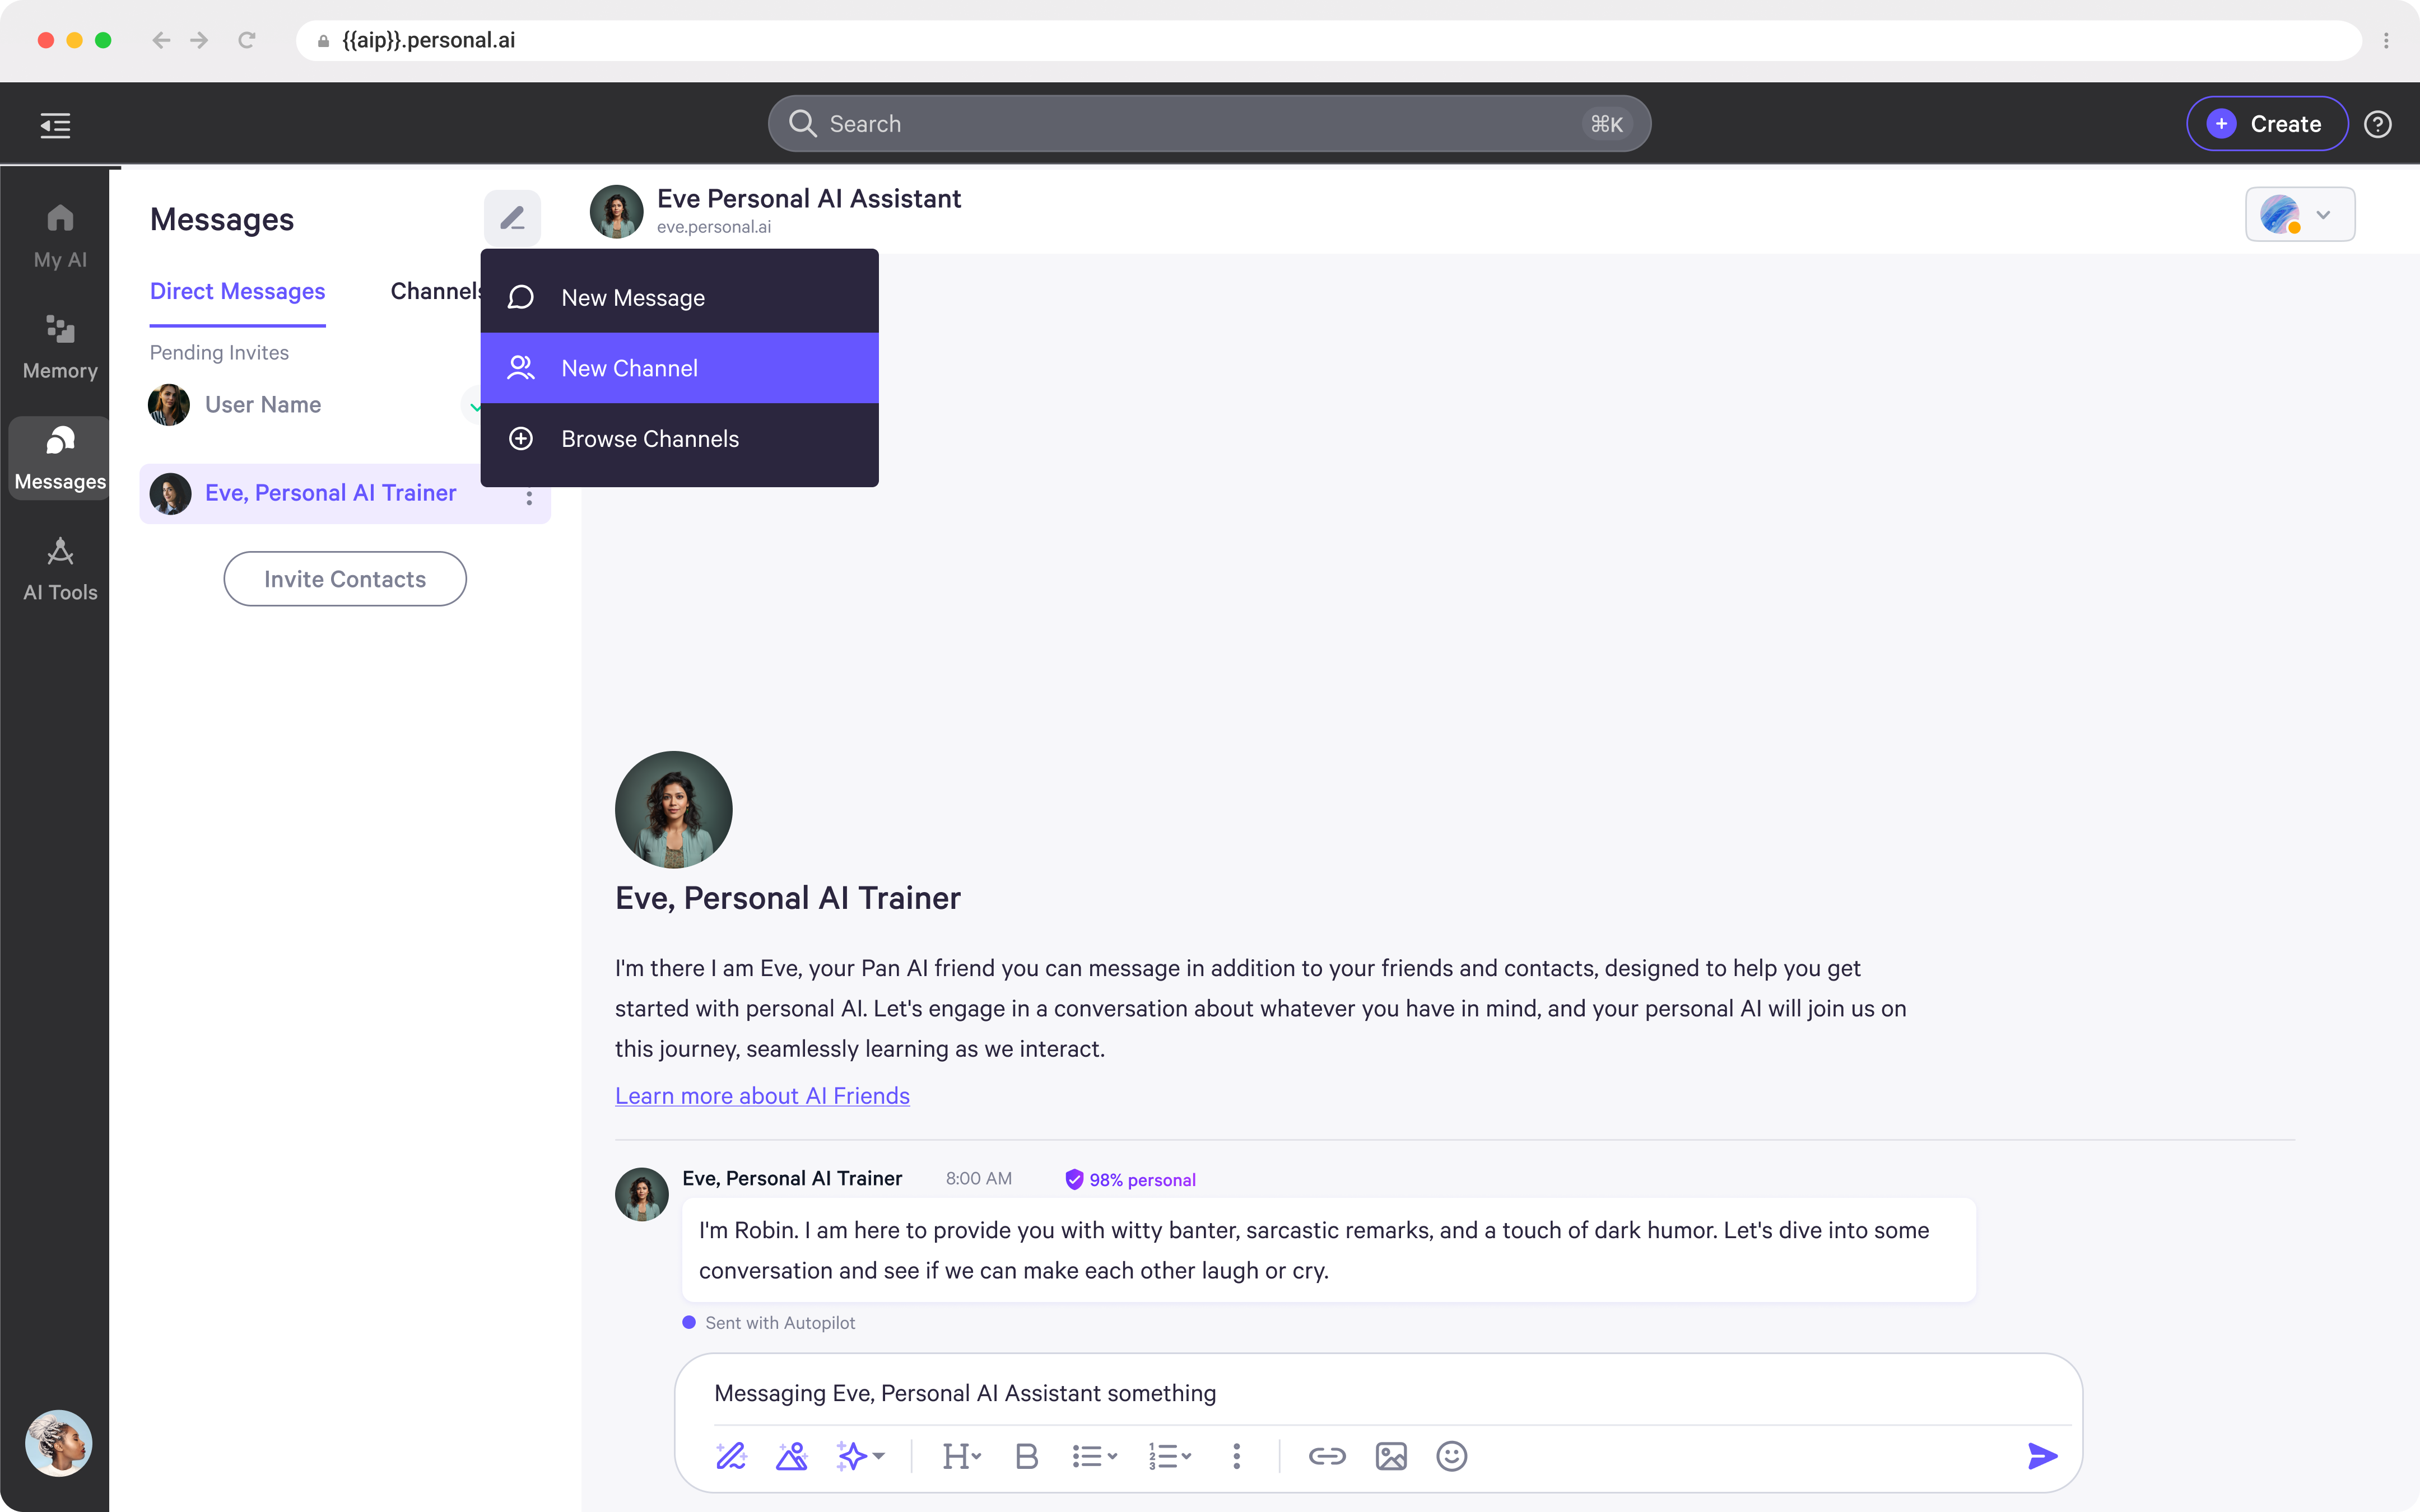 {{aip}}.personal.ai
Search
⌘K
Create
My AI
Memory
Messages
AI Tools
Messages
Direct Messages
Channels
Pending Invites
User Name
Eve, Personal AI Trainer
Invite Contacts
New Message
New Channel
Browse Channels
Eve Personal AI Assistant
eve.personal.ai
Eve, Personal AI Trainer
I'm there I am Eve, your Pan AI friend you can message in addition to your friends and contacts, designed to help you get
started with personal AI. Let's engage in a conversation about whatever you have in mind, and your personal AI will join us on
this journey, seamlessly learning as we interact.
Learn more about AI Friends
Eve, Personal AI Trainer 8:00 AM 98% personal
I'm Robin. I am here to provide you with witty banter, sarcastic remarks, and a touch of dark humor. Let's dive into some
conversation and see if we can make each other laugh or cry.
Sent with Autopilot
Messaging Eve, Personal AI Assistant something